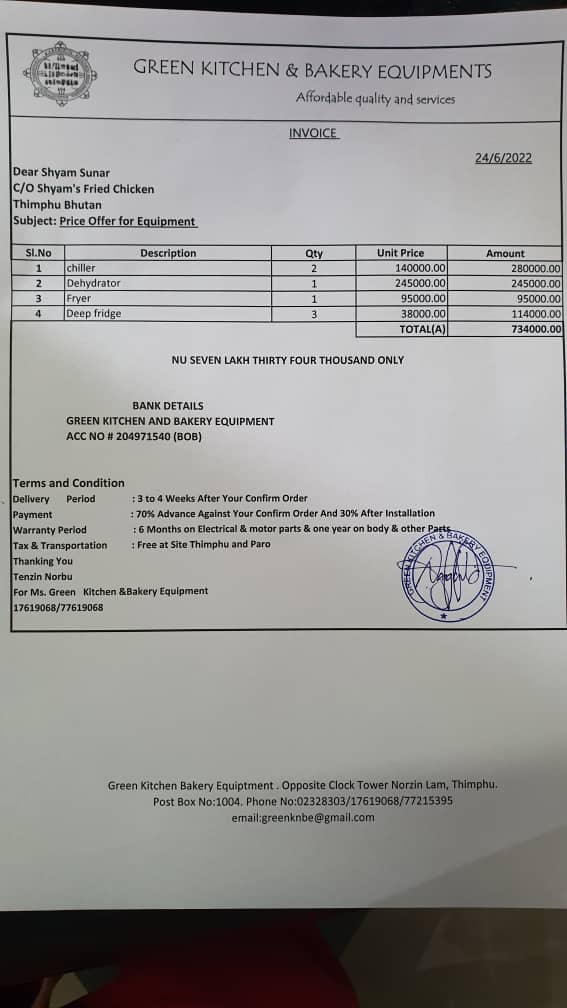 GREEN KITCHEN & BAKERY EQUIPMENTS
Affordable quality and services
INVOICE
24/6/2022
Dear Shyam Sunar
C/O Shyam's Fried Chicken
Thimphu Bhutan
Subject: Price Offer for Equipment
Sl.No Description Qty Unit Price Amount
1 chiller 2 140000.00 280000.00
2 Dehydrator 1 245000.00 245000.00
3 Fryer 1 95000.00 95000.00
4 Deep fridge 3 38000.00 114000.00
TOTAL(A) 734000.00
NU SEVEN LAKH THIRTY FOUR THOUSAND ONLY
BANK DETAILS
GREEN KITCHEN AND BAKERY EQUIPMENT
ACC NO # 204971540 (BOB)
Terms and Condition
Delivery Period : 3 to 4 Weeks After Your Confirm Order
Payment : 70% Advance Against Your Confirm Order And 30% After Installation
Warranty Period : 6 Months on Electrical & motor parts & one year on body & other Parts
Tax & Transportation : Free at Site Thimphu and Paro
Thanking You
Tenzin Norbu
For Ms. Green Kitchen &Bakery Equipment
17619068/77619068
GREEN KITCHEN & BAKERY EQUIPMENT
Green Kitchen Bakery Equiptment . Opposite Clock Tower Norzin Lam, Thimphu.
Post Box No:1004. Phone No:02328303/17619068/77215395
email:greenknbe@gmail.com